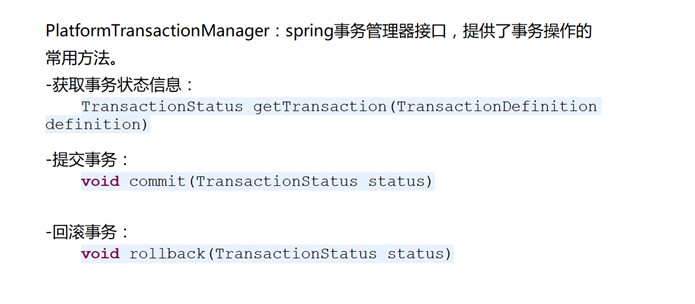 PlatformTransactionManager：spring事务管理器接口，提供了事务操作的
常用方法。
-获取事务状态信息：
TransactionStatus getTransaction(TransactionDefinition
definition)
-提交事务：
void commit(TransactionStatus status)
-回滚事务：
void rollback(TransactionStatus status)